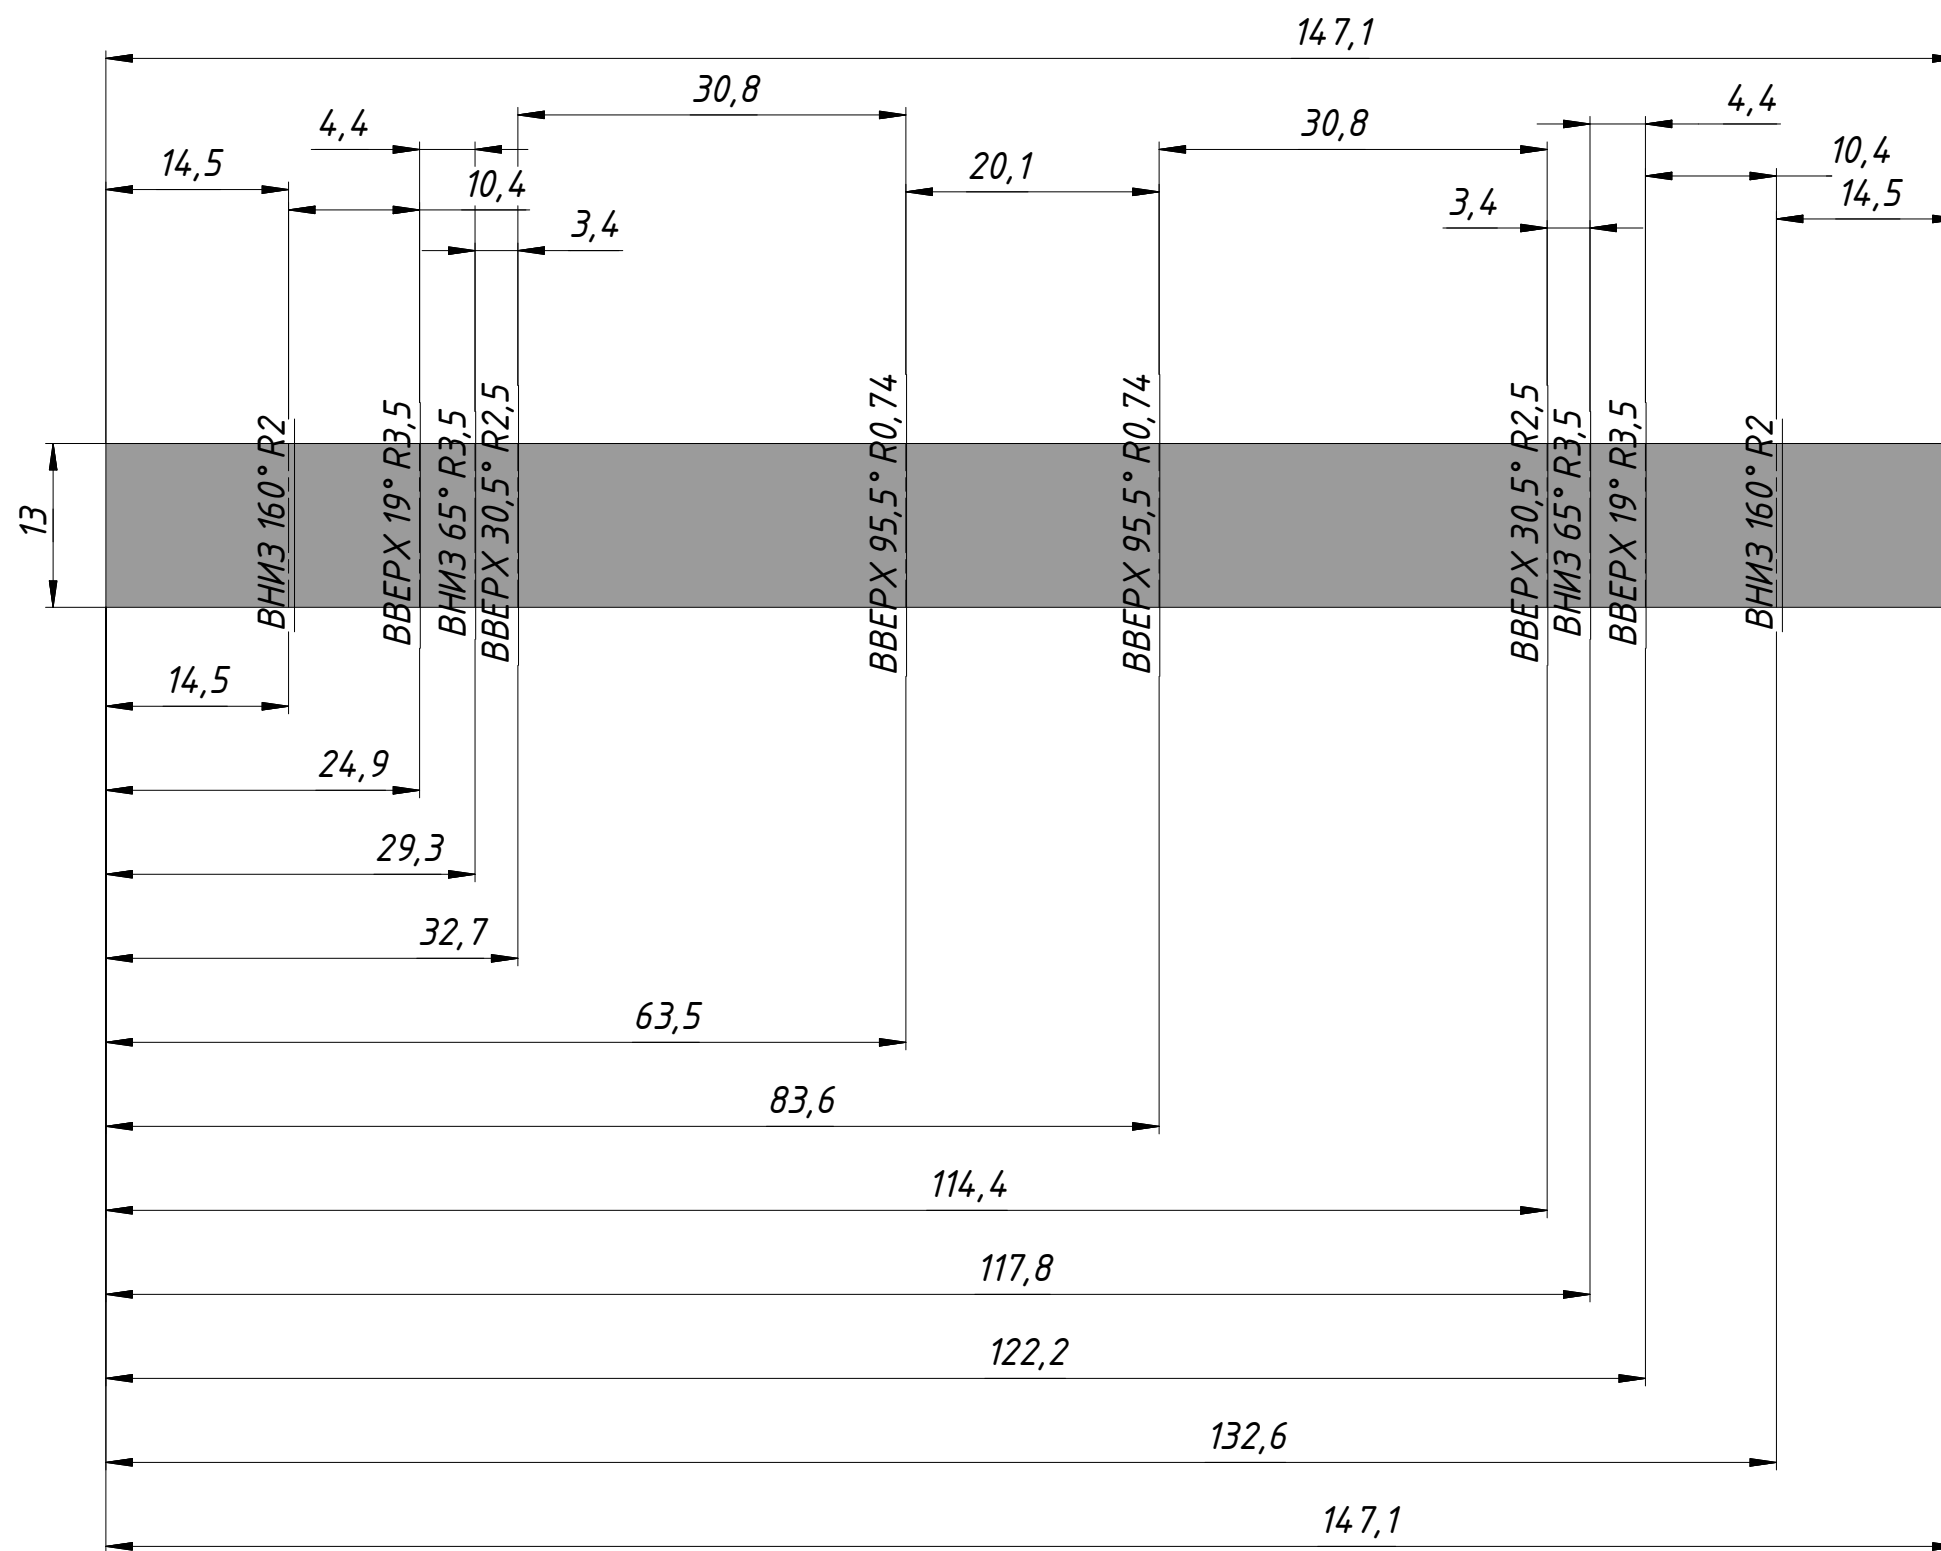 147,1
30,8
4,4
4,4
30,8
14,5
10,4
20,1
10,4
3,4
3,4
14,5
13
ВНИЗ 160° R2
ВВЕРХ 19° R3,5
ВНИЗ 65° R3,5
ВВЕРХ 30,5° R2,5
ВВЕРХ 95,5° R0,74
ВВЕРХ 95,5° R0,74
ВВЕРХ 30,5° R2,5
ВНИЗ 65° R3,5
ВВЕРХ 19° R3,5
ВНИЗ 160° R2
14,5
24,9
29,3
32,7
63,5
83,6
114,4
117,8
122,2
132,6
147,1